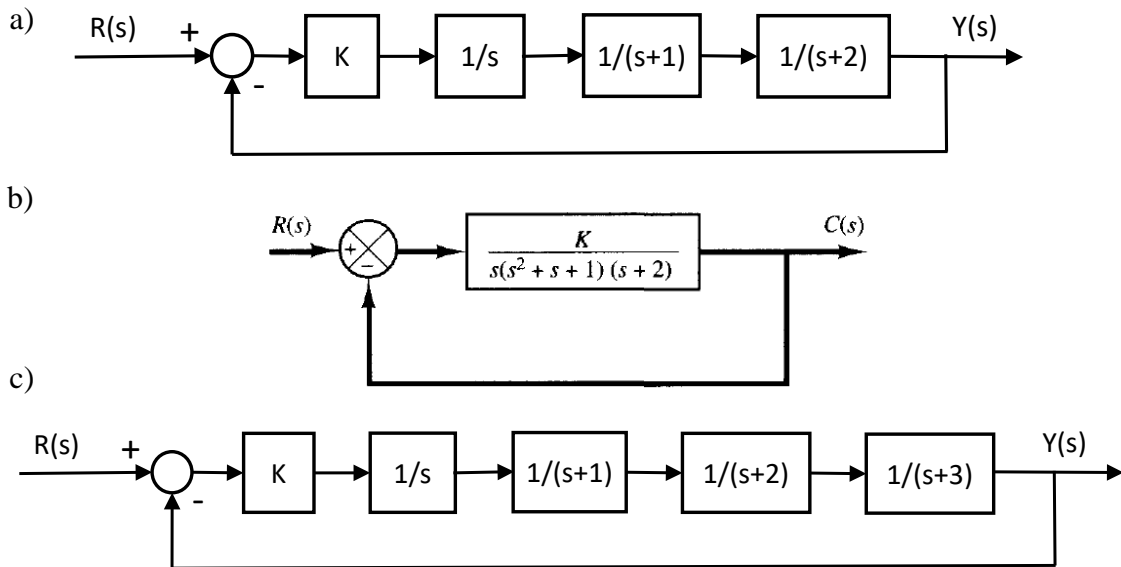 a)
R(s) + - K 1/s 1/(s+1) 1/(s+2) Y(s)
b)
R(s) + - K C(s)
s(s² + s + 1) (s + 2)
c)
R(s) + - K 1/s 1/(s+1) 1/(s+2) 1/(s+3) Y(s)